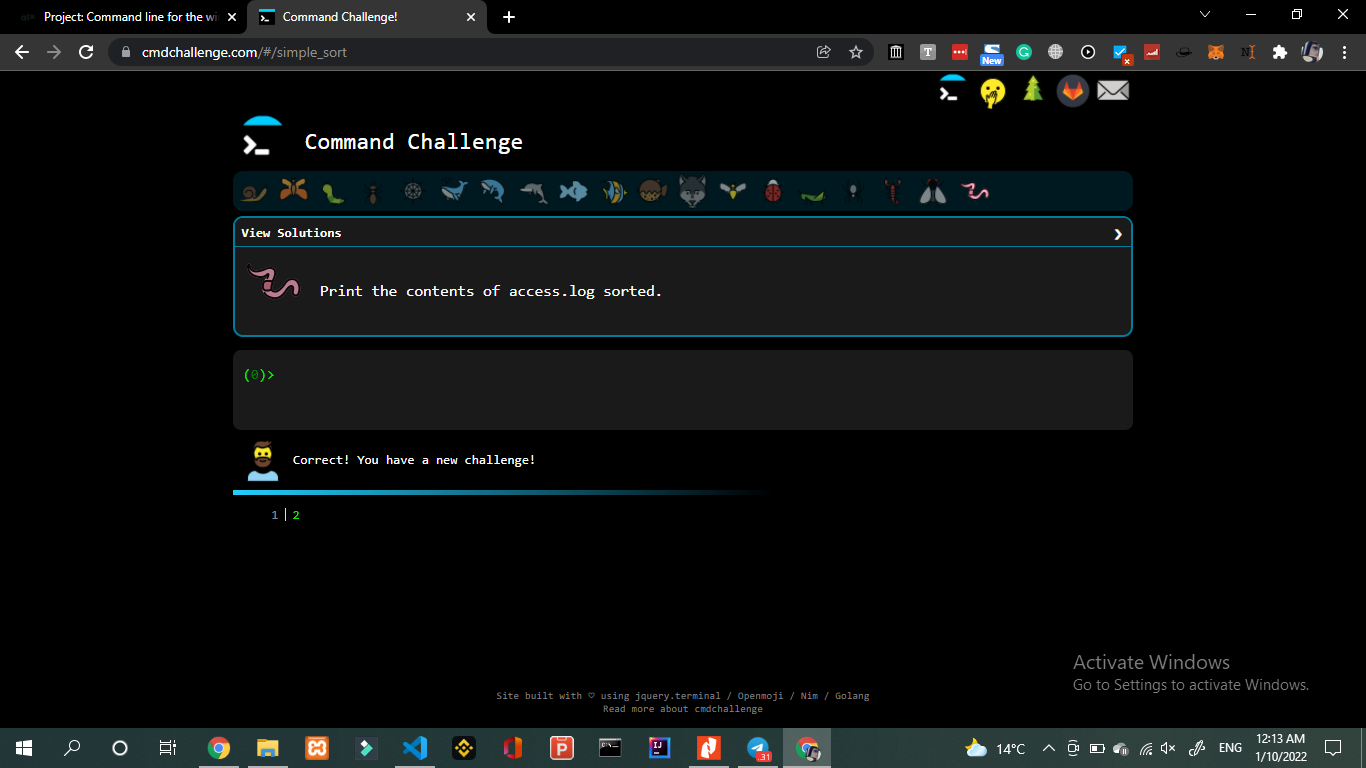 Project: Command line for the wi
Command Challenge!
cmdchallenge.com/#/simple_sort
New
Command Challenge
View Solutions
Print the contents of access.log sorted.
(0)>
Correct! You have a new challenge!
1 | 2
Activate Windows
Go to Settings to activate Windows.
Site built with ♡ using jquery.terminal / Openmoji / Nim / Golang
Read more about cmdchallenge
14°C
ENG
12:13 AM
1/10/2022
31